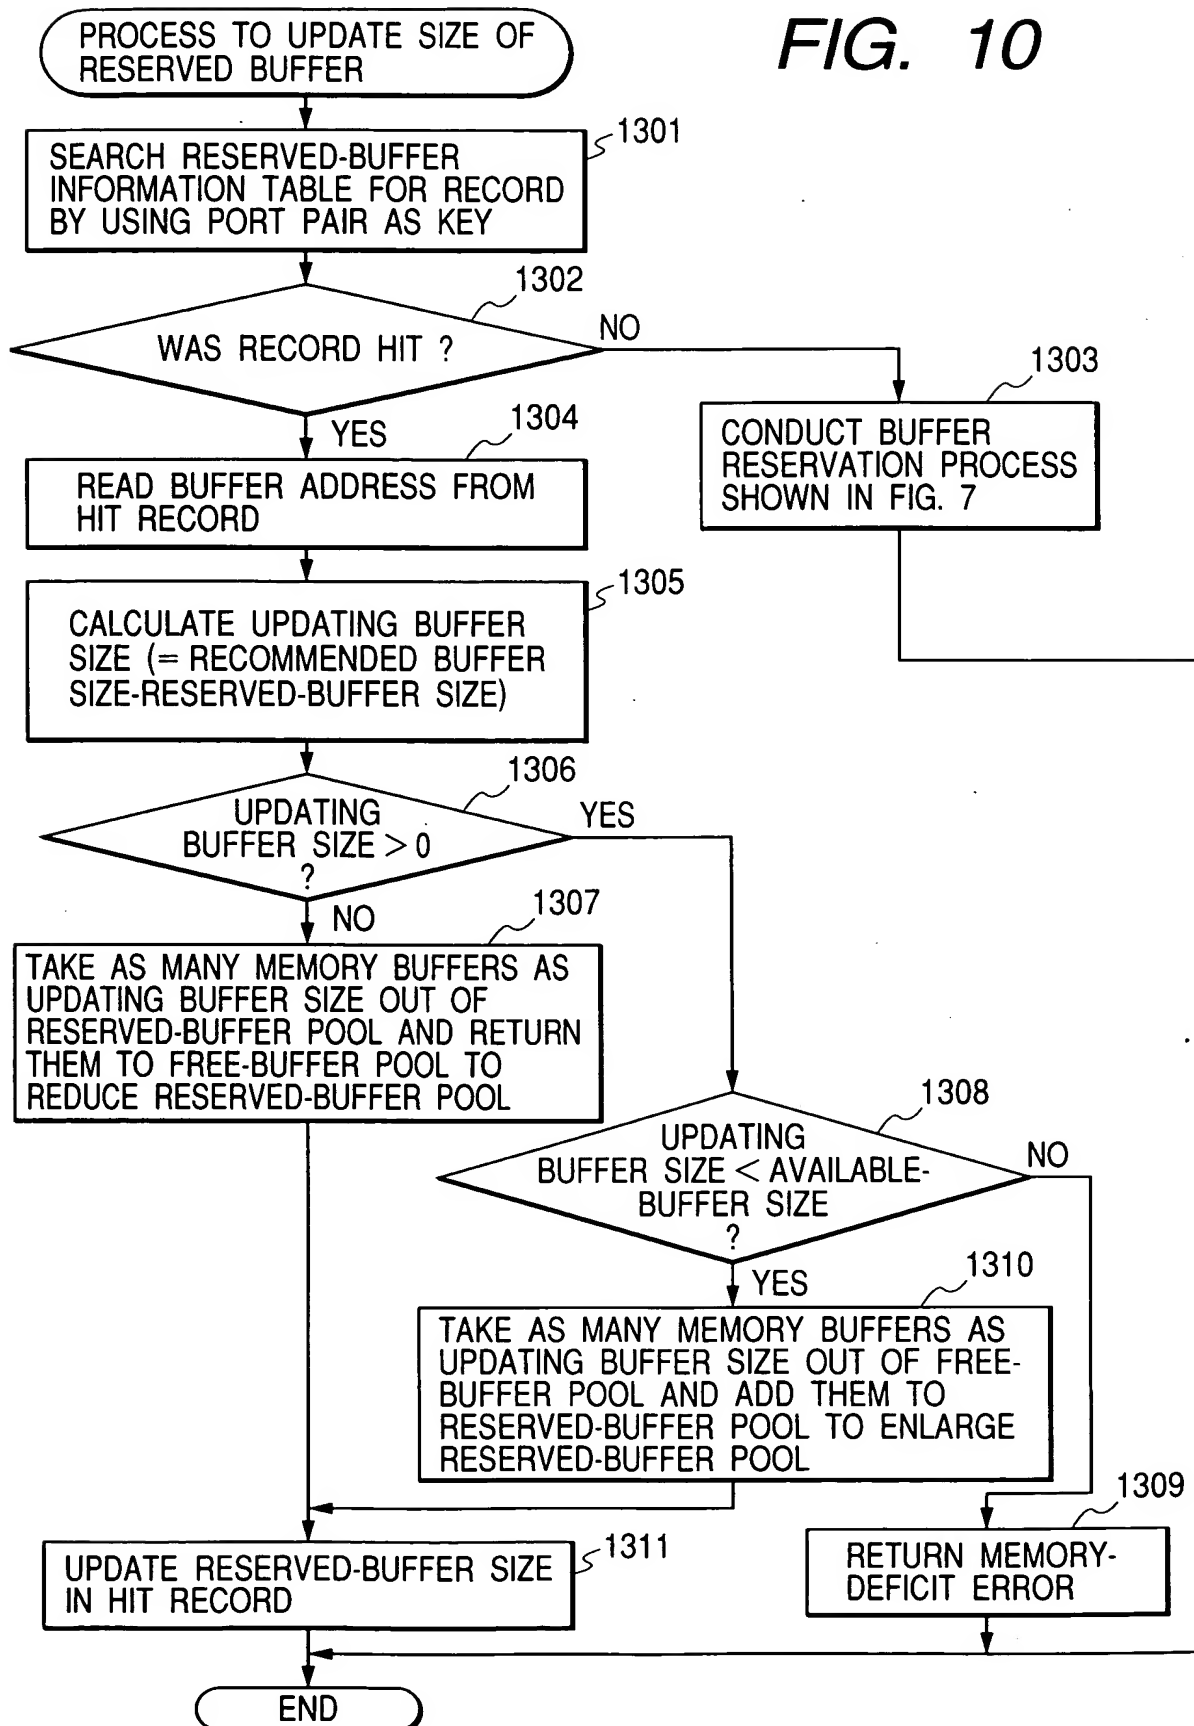 PROCESS TO UPDATE SIZE OF
RESERVED BUFFER
FIG. 10
1301
SEARCH RESERVED-BUFFER
INFORMATION TABLE FOR RECORD
BY USING PORT PAIR AS KEY
1302
WAS RECORD HIT ?
NO
1303
CONDUCT BUFFER
RESERVATION PROCESS
SHOWN IN FIG. 7
YES
1304
READ BUFFER ADDRESS FROM
HIT RECORD
1305
CALCULATE UPDATING BUFFER
SIZE (= RECOMMENDED BUFFER
SIZE-RESERVED-BUFFER SIZE)
1306
UPDATING
BUFFER SIZE > 0
?
YES
NO
1307
TAKE AS MANY MEMORY BUFFERS AS
UPDATING BUFFER SIZE OUT OF
RESERVED-BUFFER POOL AND RETURN
THEM TO FREE-BUFFER POOL TO
REDUCE RESERVED-BUFFER POOL
1308
UPDATING
BUFFER SIZE < AVAILABLE-
BUFFER SIZE
?
NO
YES
1310
TAKE AS MANY MEMORY BUFFERS AS
UPDATING BUFFER SIZE OUT OF FREE-
BUFFER POOL AND ADD THEM TO
RESERVED-BUFFER POOL TO ENLARGE
RESERVED-BUFFER POOL
1309
RETURN MEMORY-
DEFICIT ERROR
1311
UPDATE RESERVED-BUFFER SIZE
IN HIT RECORD
END